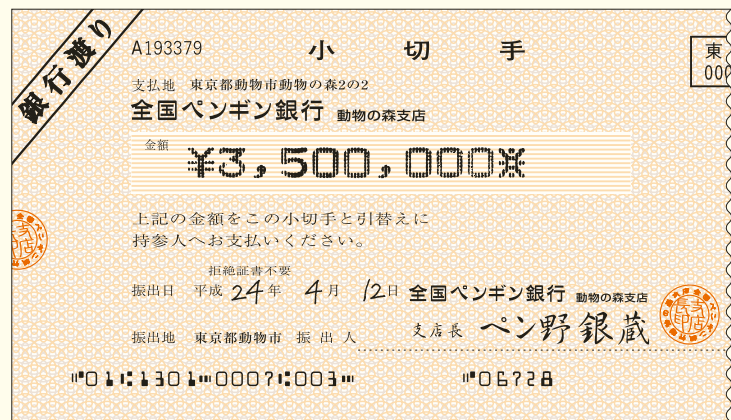 銀行渡り
A193379 小切手 東
000
支払地 東京都動物市動物の森2の2
全国ペンギン銀行 動物の森支店
金額 ¥3,500,000※
上記の金額をこの小切手と引替えに
持参人へお支払いください。
拒絶証書不要
振出日 平成24年4月12日 全国ペンギン銀行 動物の森支店
振出地 東京都動物市 振出人 支店長 ペン野銀蔵
⑈01⑆1301⑉0007⑆003⑉ ⑈06728